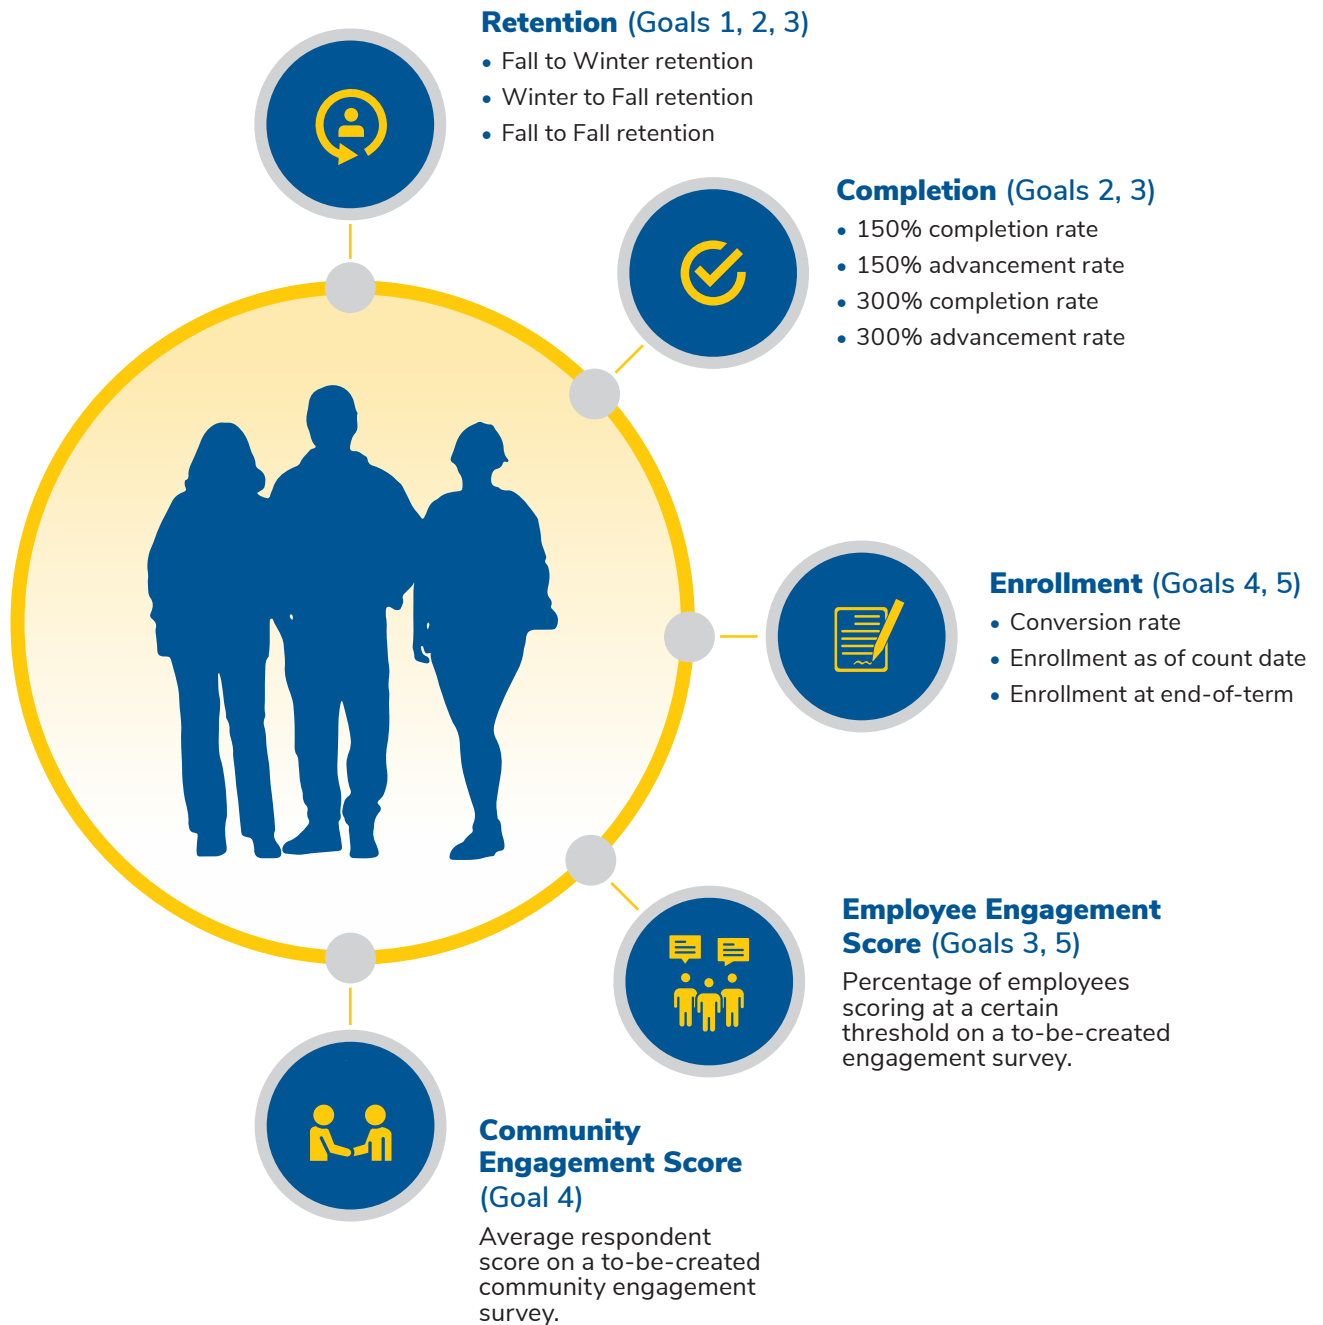 Retention (Goals 1, 2, 3)
• Fall to Winter retention
• Winter to Fall retention
• Fall to Fall retention
Completion (Goals 2, 3)
• 150% completion rate
• 150% advancement rate
• 300% completion rate
• 300% advancement rate
Enrollment (Goals 4, 5)
• Conversion rate
• Enrollment as of count date
• Enrollment at end-of-term
Employee Engagement
Score (Goals 3, 5)
Percentage of employees
scoring at a certain
threshold on a to-be-created
engagement survey.
Community
Engagement Score
(Goal 4)
Average respondent
score on a to-be-created
community engagement
survey.